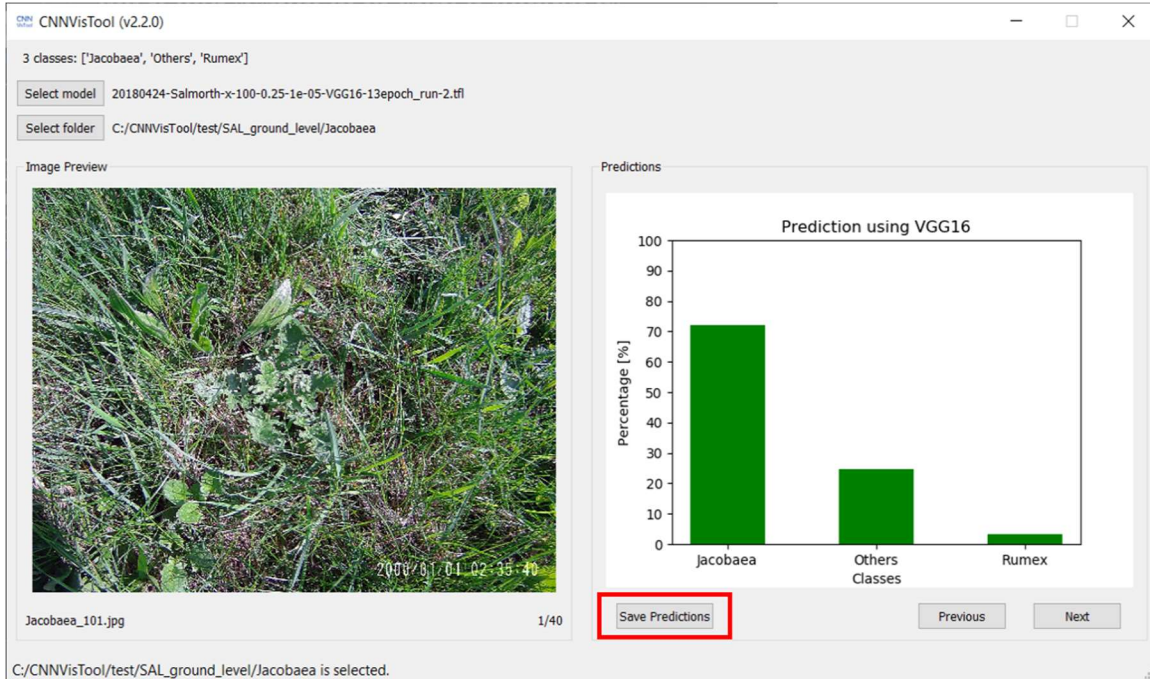 CNNVisTool (v2.2.0)
3 classes: ['Jacobaea', 'Others', 'Rumex']
Select model 20180424-Salmorth-x-100-0.25-1e-05-VGG16-13epoch_run-2.tfl
Select folder C:/CNNVisTool/test/SAL_ground_level/Jacobaea
Image Preview
2000/01/01 02:35:40
Jacobaea_101.jpg 1/40
Predictions
Prediction using VGG16
Percentage [%]
100
90
80
70
60
50
40
30
20
10
0
Jacobaea Others Rumex
Classes
Save Predictions Previous Next
C:/CNNVisTool/test/SAL_ground_level/Jacobaea is selected.